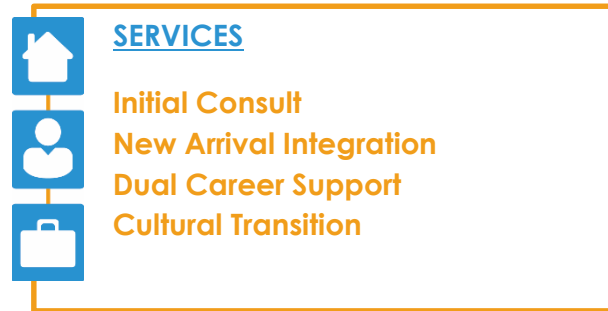 SERVICES
Initial Consult
New Arrival Integration
Dual Career Support
Cultural Transition